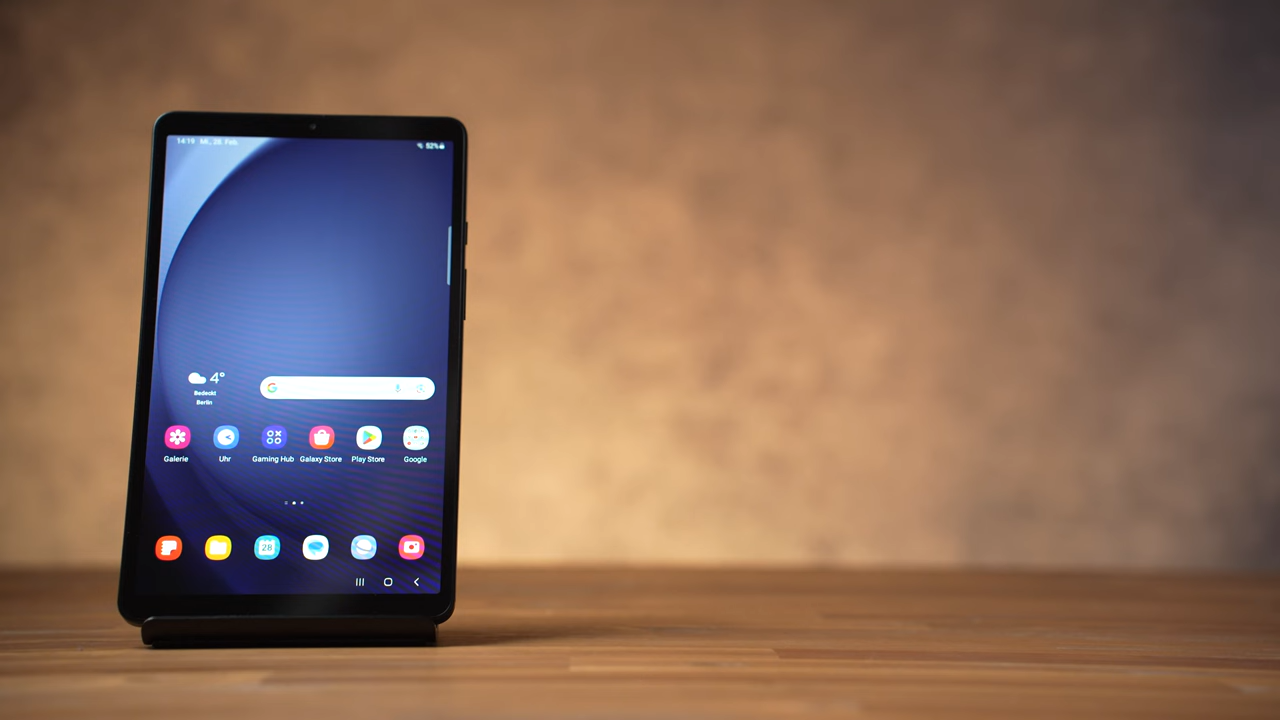 14:19 Mi., 28. Feb.
52%
4°
Bedeckt
Berlin
Galerie
Uhr
Gaming Hub
Galaxy Store
Play Store
Google
28